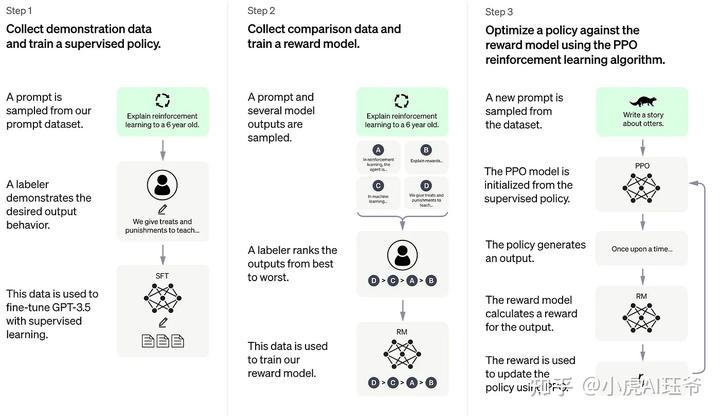 Step 1
Collect demonstration data
and train a supervised policy.
A prompt is
sampled from our
prompt dataset.
Explain reinforcement
learning to a 6 year old.
A labeler
demonstrates the
desired output
behavior.
We give treats and
punishments to teach...
This data is used to
fine-tune GPT-3.5
with supervised
learning.
SFT
Step 2
Collect comparison data and
train a reward model.
A prompt and
several model
outputs are
sampled.
Explain reinforcement
learning to a 6 year old.
A
In reinforcement
learning, the
agent is...
B
Explain rewards...
C
In machine
learning...
D
We give treats and
punishments to
teach...
A labeler ranks the
outputs from best
to worst.
D > C > A > B
This data is used
to train our
reward model.
RM
D > C > A > B
Step 3
Optimize a policy against the
reward model using the PPO
reinforcement learning algorithm.
A new prompt is
sampled from
the dataset.
Write a story
about otters.
The PPO model is
initialized from the
supervised policy.
PPO
The policy generates
an output.
Once upon a time...
The reward model
calculates a reward
for the output.
RM
The reward is used
to update the
policy using PPO.
知乎 @小虎AI珏爷